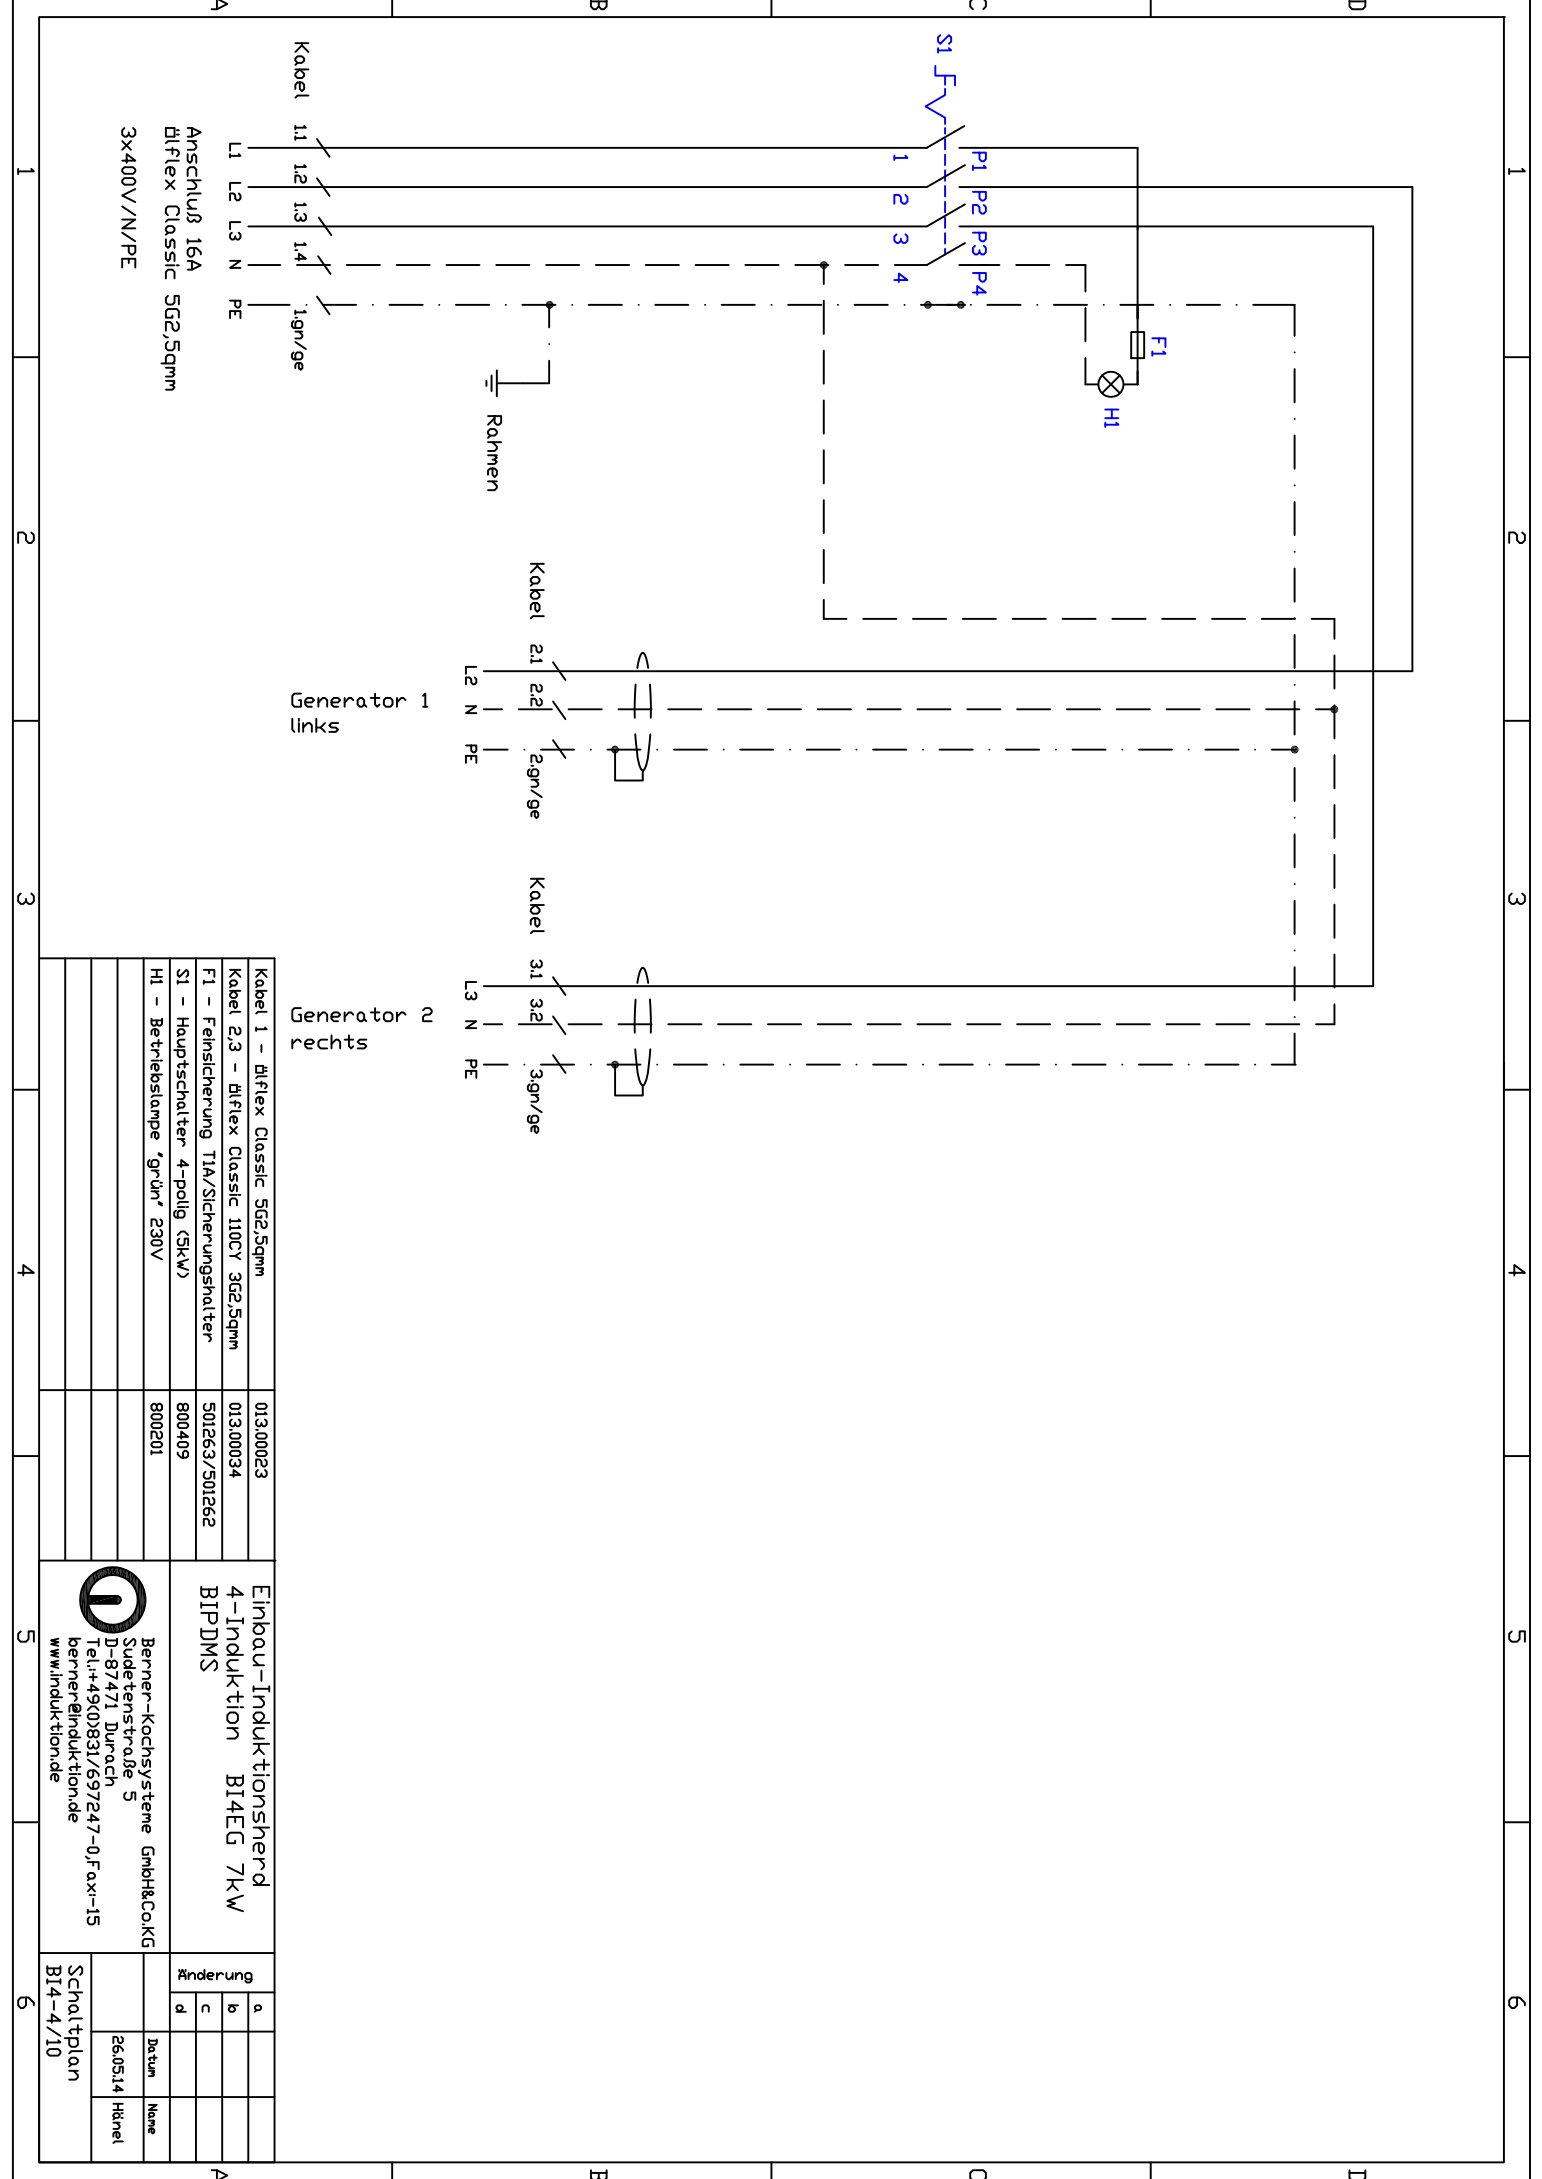 1
2
3
4
5
6
D
C
B
A
S1
P1
P2
P3
P4
1
2
3
4
F1
H1
Rahmen
Kabel 1.1 1.2 1.3 1.4 1.gn/ge
L1 L2 L3 N PE
Anschluß 16A
Ölflex Classic 5G2,5qmm
3x400V/N/PE
Kabel 2.1 2.2 2.gn/ge
L2 N PE
Generator 1
links
Kabel 3.1 3.2 3.gn/ge
L3 N PE
Generator 2
rechts
Kabel 1 - Ölflex Classic 5G2,5qmm 013.00023
Kabel 2,3 - Ölflex Classic 110CY 3G2,5qmm 013.00034
F1 - Feinsicherung T1A/Sicherungshalter 501263/501262
S1 - Hauptschalter 4-polig (5kW) 800409
H1 - Betriebslampe "grün" 230V 800201
Einbau-Induktionsherd
4-Induktion BI4EG 7kW
BIPDMS
Berner-Kochsysteme GmbH&Co.KG
Sudetenstraße 5
D-87471 Durach
Tel.:+49(0)831/697247-0,Fax:-15
berner@induktion.de
www.induktion.de
Änderung
a
b
c
d
Datum Name
26.05.14 Hänel
Schaltplan
BI4-4/10
1
2
3
4
5
6
D
C
B
A